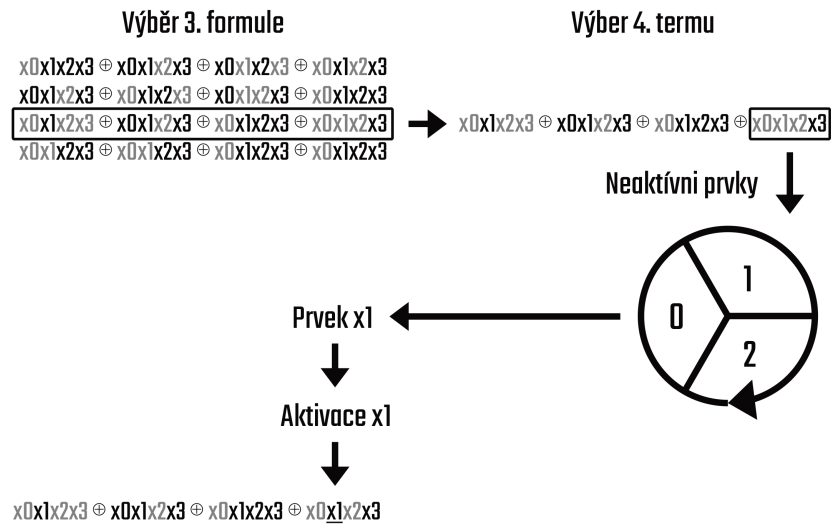 Výběr 3. formule
Výber 4. termu
x0x1x2x3 ⊕ x0x1x2x3 ⊕ x0x1x2x3 ⊕ x0x1x2x3
x0x1x2x3 ⊕ x0x1x2x3 ⊕ x0x1x2x3 ⊕ x0x1x2x3
x0x1x2x3 ⊕ x0x1x2x3 ⊕ x0x1x2x3 ⊕ x0x1x2x3
x0x1x2x3 ⊕ x0x1x2x3 ⊕ x0x1x2x3 ⊕ x0x1x2x3
x0x1x2x3 ⊕ x0x1x2x3 ⊕ x0x1x2x3 ⊕ x0x1x2x3
Neaktívni prvky
1
0
2
Prvek x1
Aktivace x1
x0x1x2x3 ⊕ x0x1x2x3 ⊕ x0x1x2x3 ⊕ x0x1x2x3